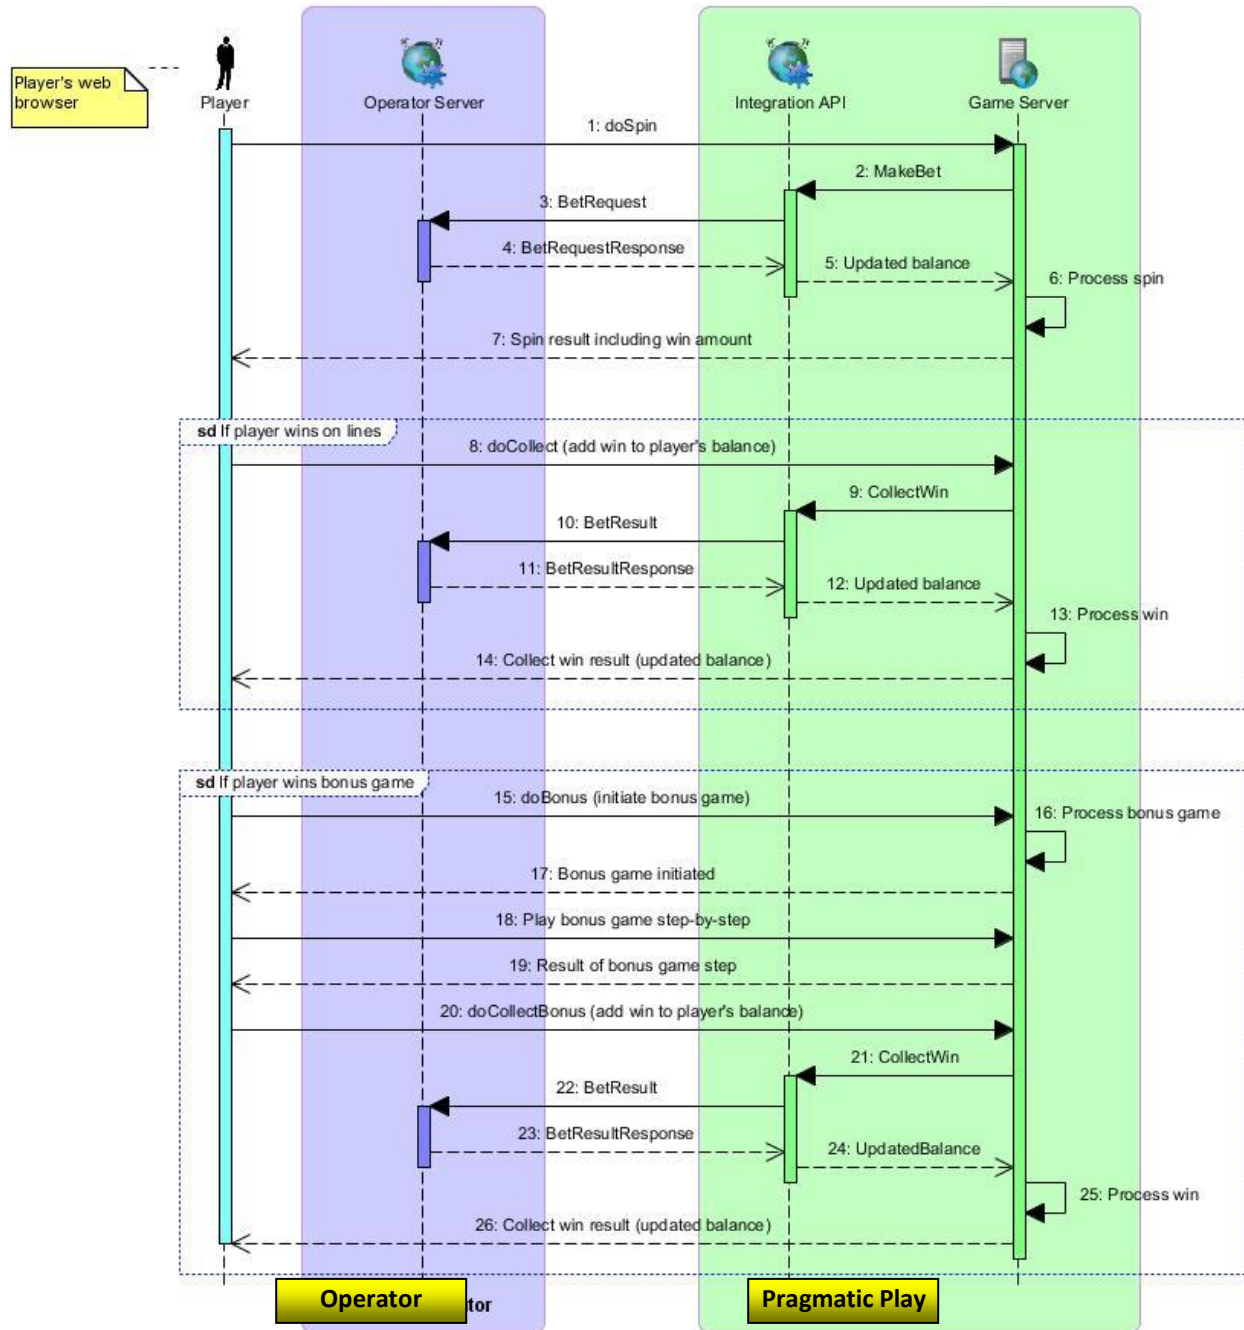 Player's web
browser
Player
Operator Server
Integration API
Game Server
1: doSpin
2: MakeBet
3: BetRequest
4: BetRequestResponse
5: Updated balance
6: Process spin
7: Spin result including win amount
sd If player wins on lines
8: doCollect (add win to player's balance)
9: CollectWin
10: BetResult
11: BetResultResponse
12: Updated balance
13: Process win
14: Collect win result (updated balance)
sd If player wins bonus game
15: doBonus (initiate bonus game)
16: Process bonus game
17: Bonus game initiated
18: Play bonus game step-by-step
19: Result of bonus game step
20: doCollectBonus (add win to player's balance)
21: CollectWin
22: BetResult
23: BetResultResponse
24: UpdatedBalance
25: Process win
26: Collect win result (updated balance)
Operator
Pragmatic Play